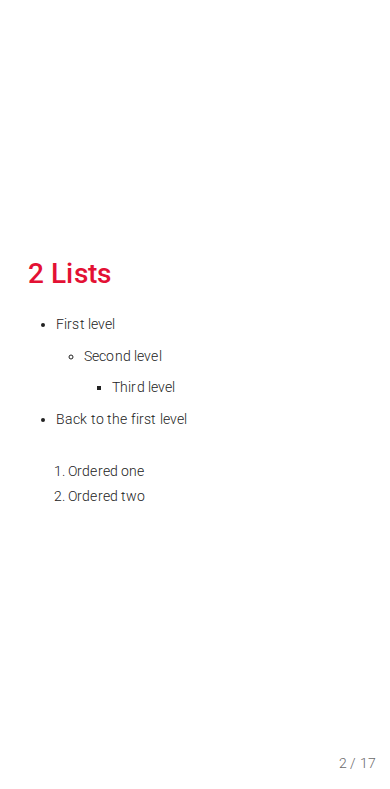 2 Lists
• First level
◦ Second level
▪ Third level
• Back to the first level
1. Ordered one
2. Ordered two
2 / 17